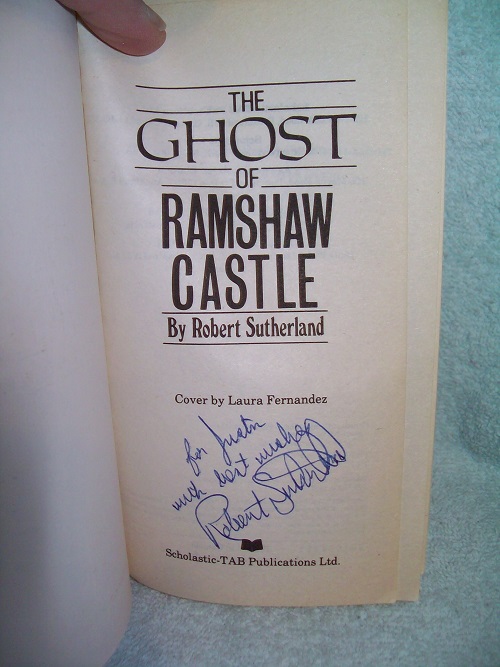 THE
GHOST
OF
RAMSHAW
CASTLE
By Robert Sutherland
Cover by Laura Fernandez
for Justin
with best wishes
Robert Sutherland
Scholastic-TAB Publications Ltd.